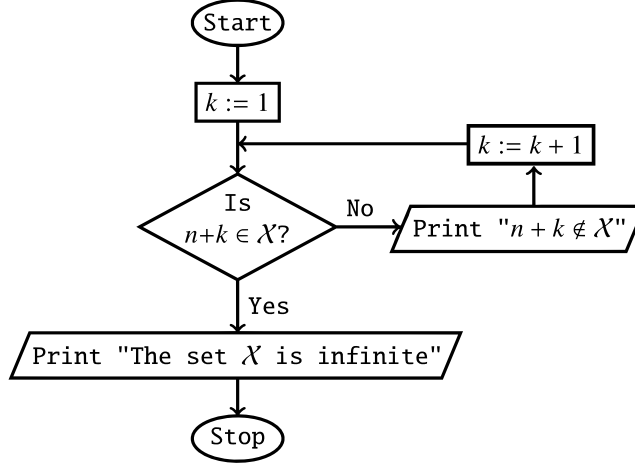 Start
k := 1
k := k + 1
Is
n+k ∈ 𝒳?
No
Print "n + k ∉ 𝒳"
Yes
Print "The set 𝒳 is infinite"
Stop